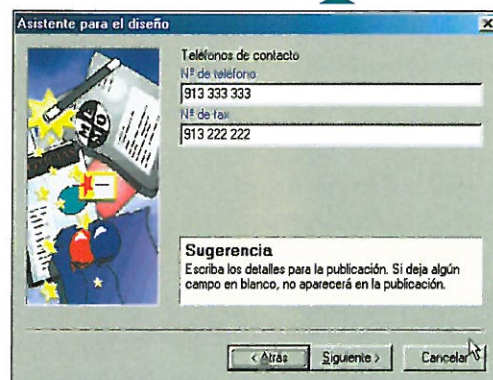 Asistente para el diseño
Teléfonos de contacto
Nº de teléfono
913 333 333
Nº de fax
913 222 222
MEMO
Sugerencia
Escriba los detalles para la publicación. Si deja algún
campo en blanco, no aparecerá en la publicación.
< Atrás
Siguiente >
Cancelar